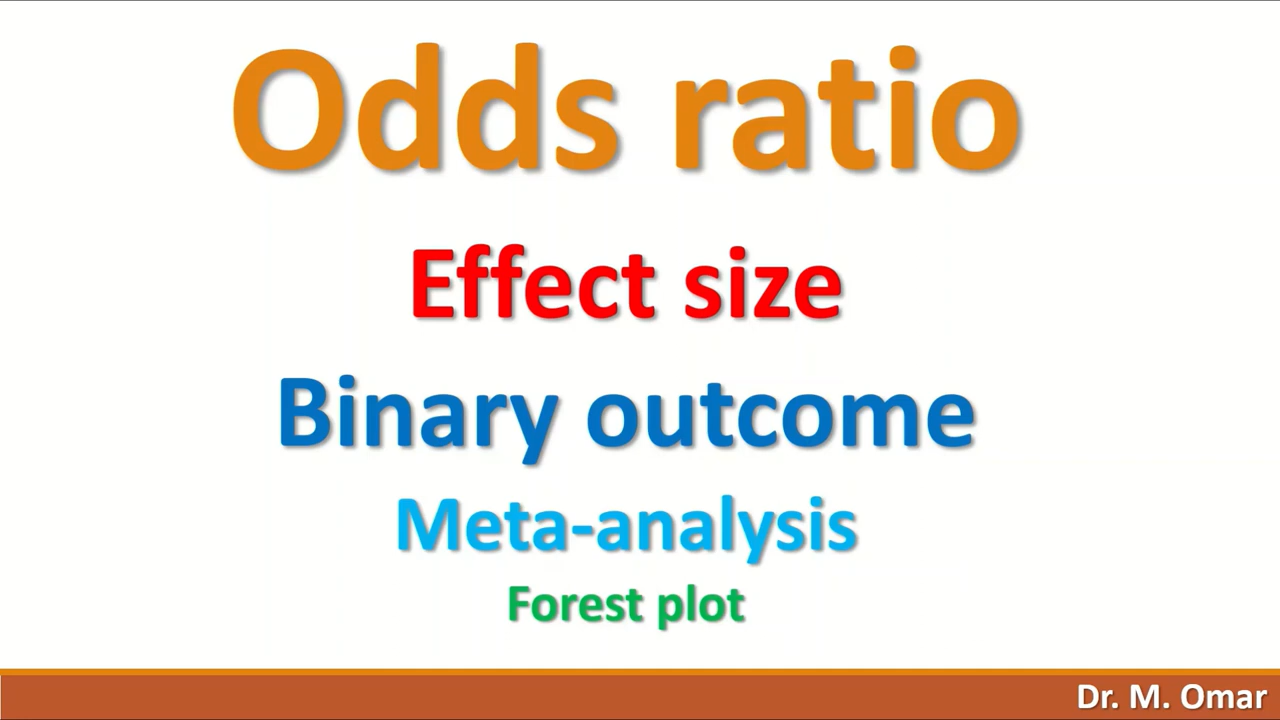 Odds ratio
Effect size
Binary outcome
Meta-analysis
Forest plot
Dr. M. Omar